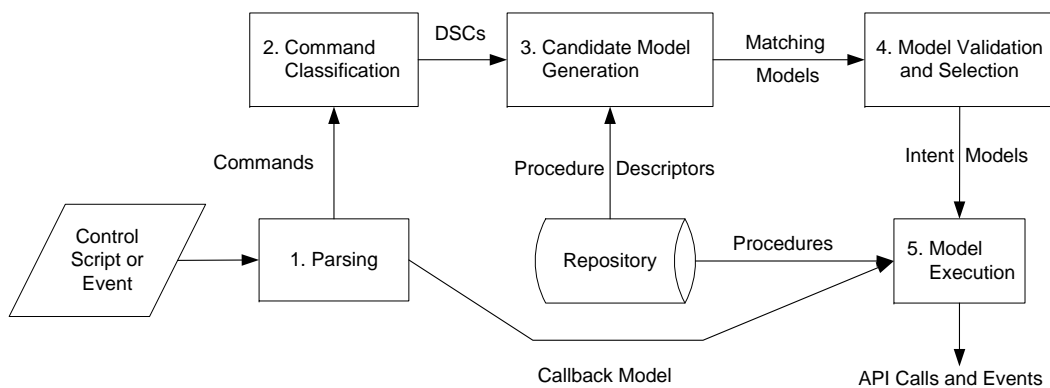 2. Command
Classification
DSCs
3. Candidate Model
Generation
Matching
Models
4. Model Validation
and Selection
Commands
Procedure Descriptors
Intent Models
Control
Script or
Event
1. Parsing
Repository
Procedures
5. Model
Execution
Callback Model
API Calls and Events